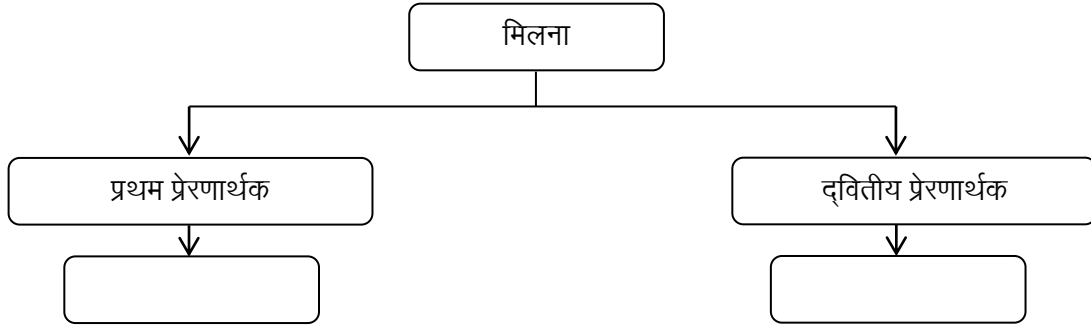 मिलना
प्रथम प्रेरणार्थक
द्‌वितीय प्रेरणार्थक